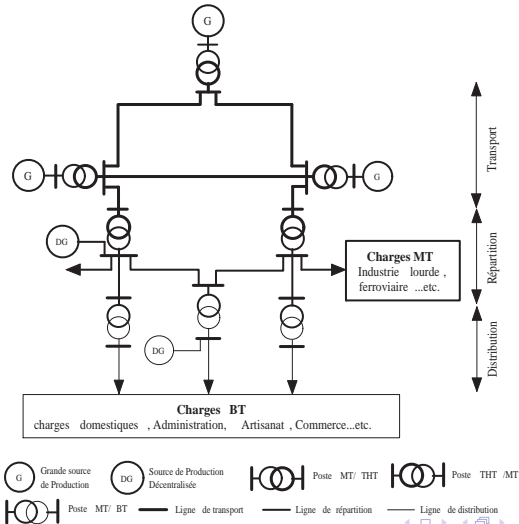 G
G
G
DG
DG
Transport
Répartition
Distribution
Charges MT
Industrie lourde ,
ferroviaire ...etc.
Charges BT
charges domestiques , Administration, Artisanat , Commerce...etc.
G Grande source
de Production
DG Source de Production
Décentralisée
Poste MT/ THT
Poste THT /MT
Poste MT/ BT
Ligne de transport
Ligne de répartition
Ligne de distribution